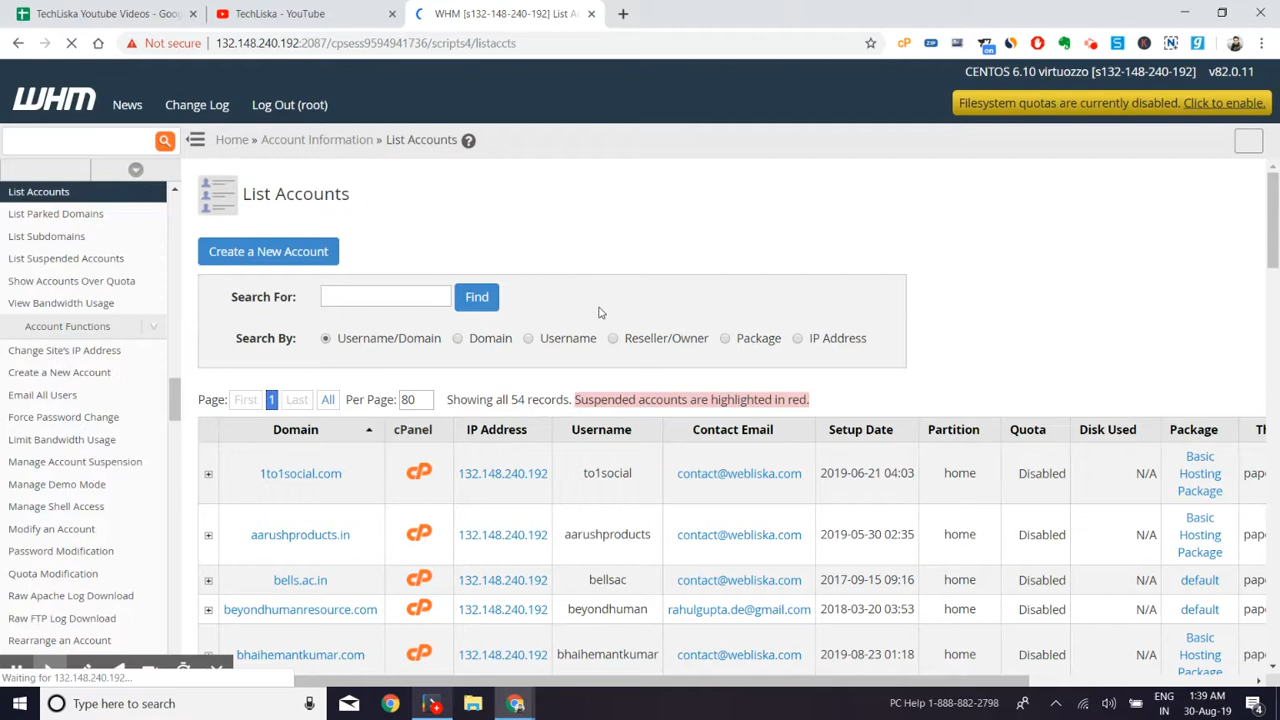 TechLiska Youtube Videos - Goo
TechLiska - YouTube
WHM [s132-148-240-192] List Ac
Not secure
132.148.240.192:2087/cpsess9594941736/scripts4/listaccts
CENTOS 6.10 virtuozzo [s132-148-240-192] v82.0.11
WHM
News
Change Log
Log Out (root)
Filesystem quotas are currently disabled. Click to enable.
Home » Account Information » List Accounts
List Accounts
List Parked Domains
List Subdomains
List Suspended Accounts
Show Accounts Over Quota
View Bandwidth Usage
Account Functions
Change Site's IP Address
Create a New Account
Email All Users
Force Password Change
Limit Bandwidth Usage
Manage Account Suspension
Manage Demo Mode
Manage Shell Access
Modify an Account
Password Modification
Quota Modification
Raw Apache Log Download
Raw FTP Log Download
Rearrange an Account
List Accounts
Create a New Account
Search For: Find
Search By: Username/Domain Domain Username Reseller/Owner Package IP Address
Page: First 1 Last All Per Page: 80 Showing all 54 records. Suspended accounts are highlighted in red.
Domain cPanel IP Address Username Contact Email Setup Date Partition Quota Disk Used Package Th
1to1social.com cP 132.148.240.192 to1social contact@webliska.com 2019-06-21 04:03 home Disabled N/A Basic Hosting Package pape
aarushproducts.in cP 132.148.240.192 aarushproducts contact@webliska.com 2019-05-30 02:35 home Disabled N/A Basic Hosting Package pape
bells.ac.in cP 132.148.240.192 bellsac contact@webliska.com 2017-09-15 09:16 home Disabled N/A default pape
beyondhumanresource.com cP 132.148.240.192 beyondhuman rahulgupta.de@gmail.com 2018-03-20 03:53 home Disabled N/A default pape
bhaihemantkumar.com cP 132.148.240.192 bhaihemantkumar contact@webliska.com 2019-08-23 01:18 home Disabled N/A Basic Hosting Package pape
Waiting for 132.148.240.192...
Type here to search
PC Help 1-888-882-2798
ENG
IN
1:39 AM
30-Aug-19
4